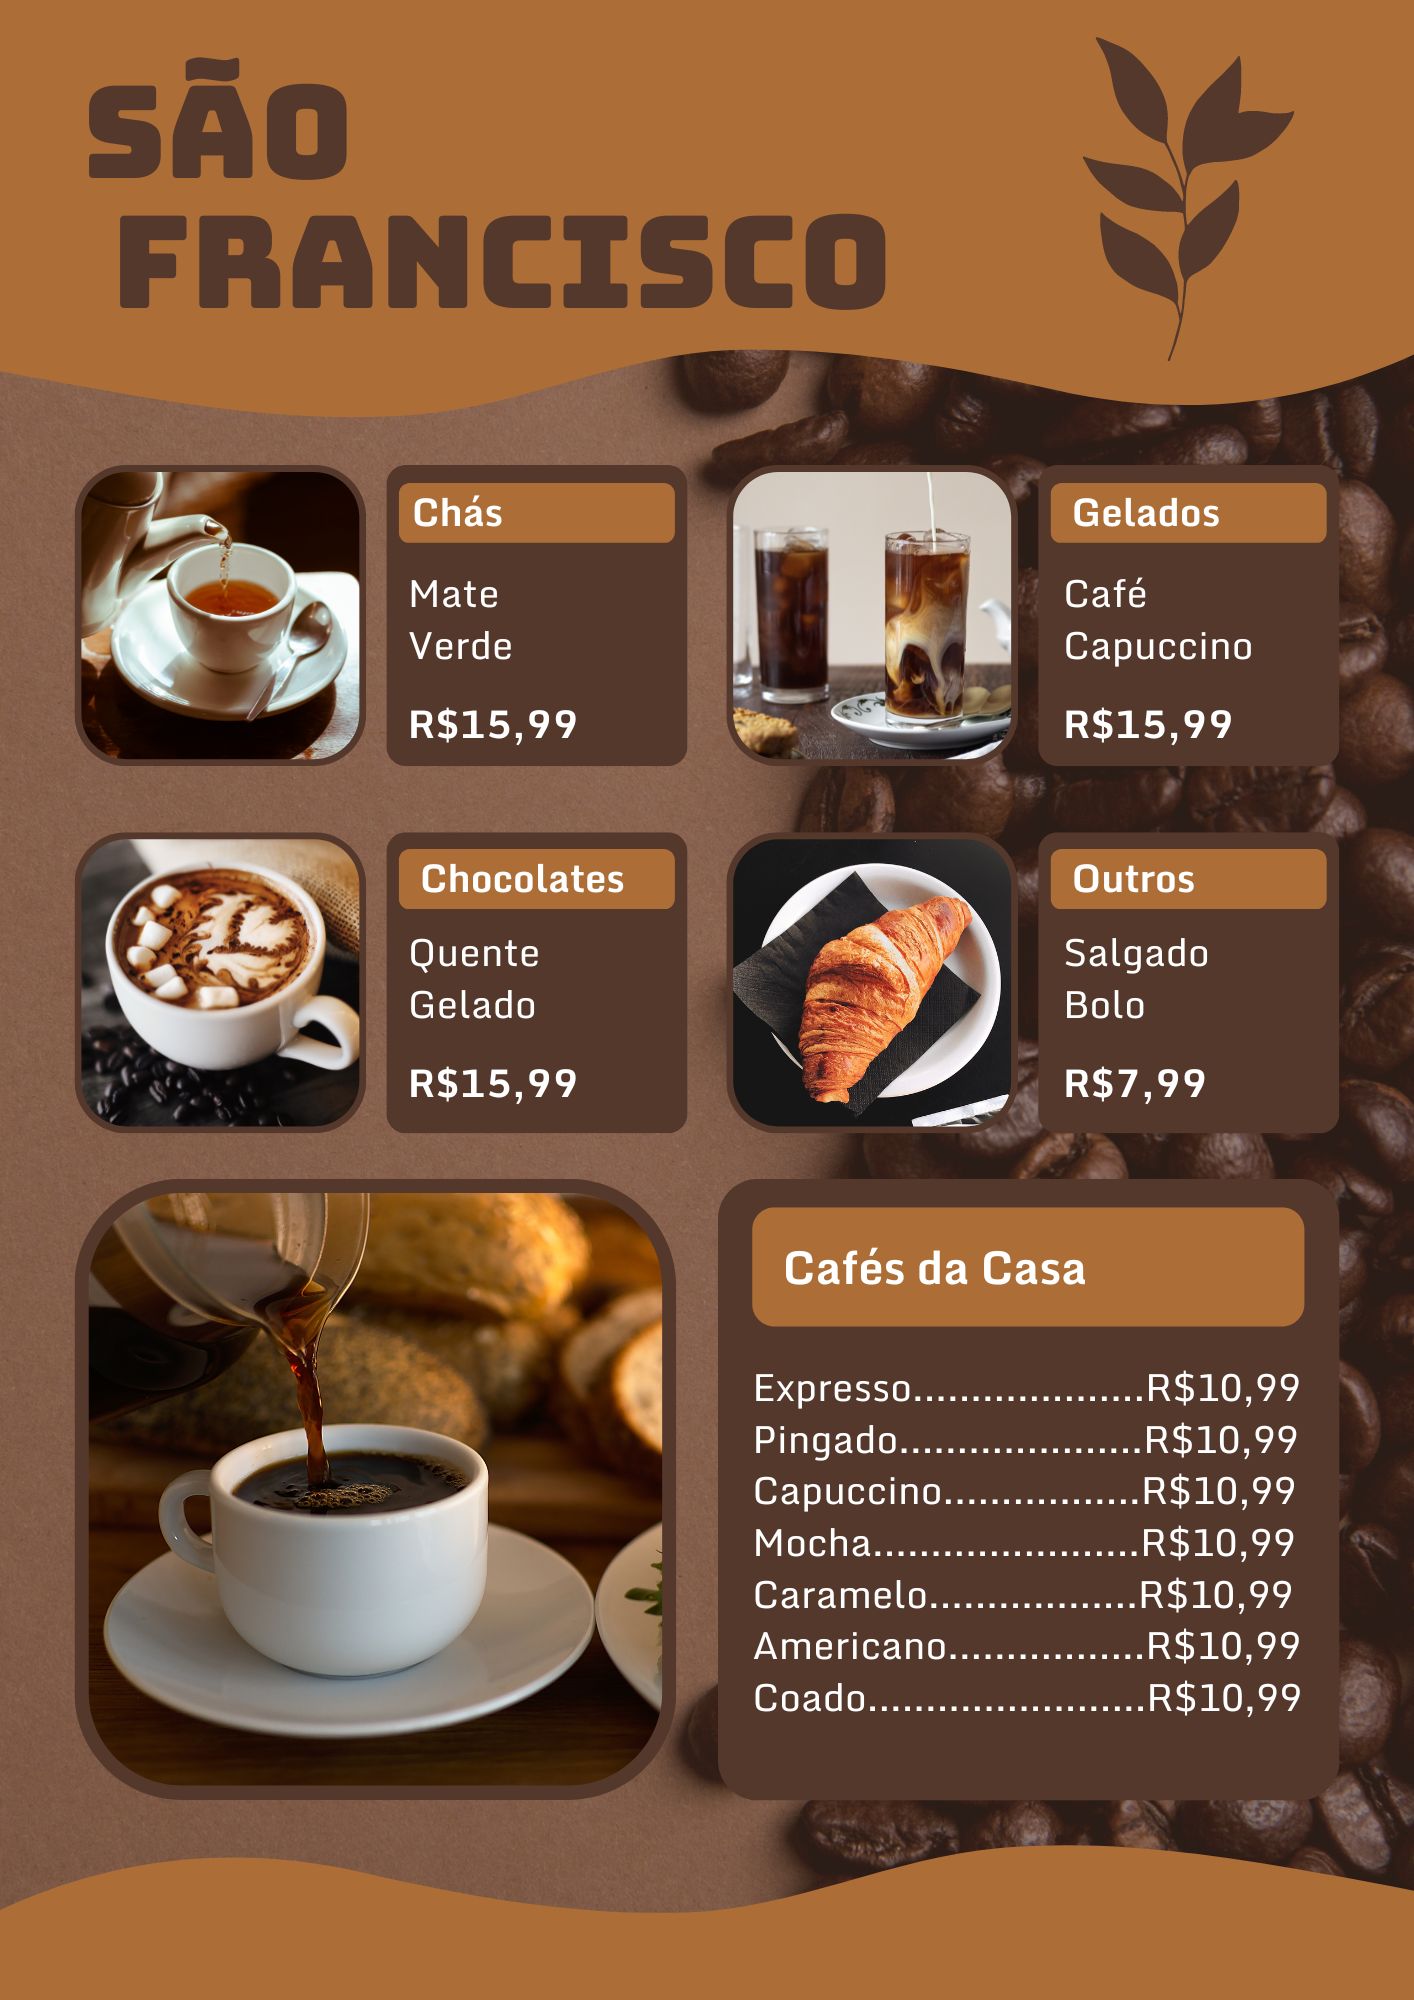 SÃO
FRANCISCO
Chás
Mate
Verde
R$15,99
Gelados
Café
Capuccino
R$15,99
Chocolates
Quente
Gelado
R$15,99
Outros
Salgado
Bolo
R$7,99
Cafés da Casa
Expresso....................R$10,99
Pingado.....................R$10,99
Capuccino.................R$10,99
Mocha.......................R$10,99
Caramelo..................R$10,99
Americano.................R$10,99
Coado........................R$10,99